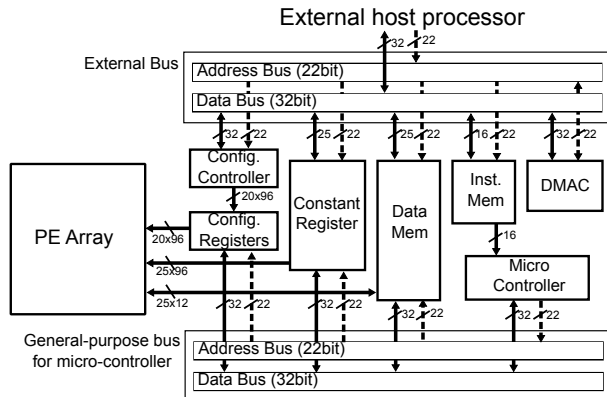 External host processor
32
22
External Bus
Address Bus (22bit)
Data Bus (32bit)
32
22
25
22
25
22
16
22
32
22
Config.
Controller
20x96
PE Array
20x96
Config.
Registers
Constant
Register
Data
Mem
Inst.
Mem
DMAC
16
25x96
25x12
Micro
Controller
32
22
32
22
32
22
32
22
General-purpose bus
for micro-controller
Address Bus (22bit)
Data Bus (32bit)